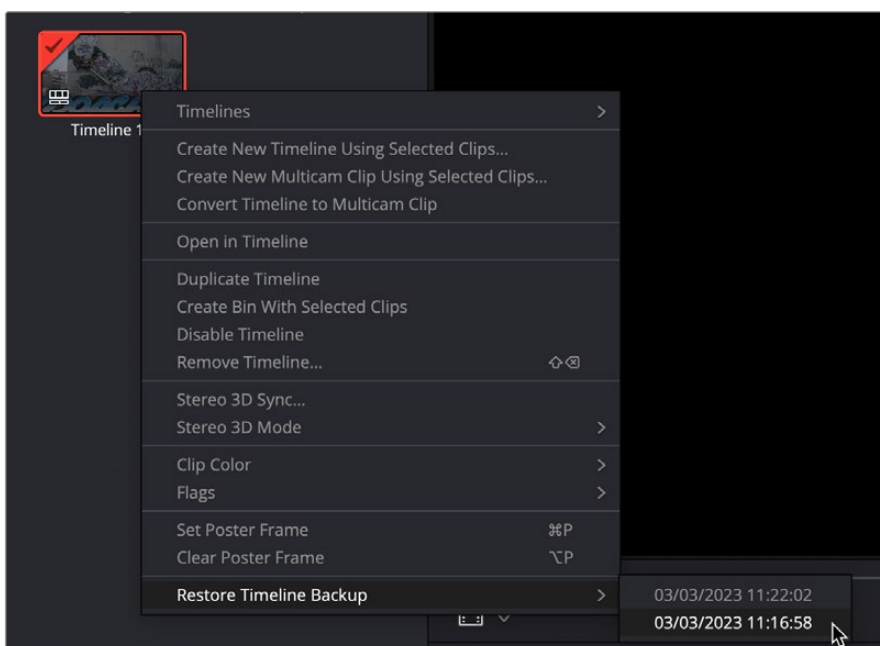 Timeline 1
Timelines
Create New Timeline Using Selected Clips...
Create New Multicam Clip Using Selected Clips...
Convert Timeline to Multicam Clip
Open in Timeline
Duplicate Timeline
Create Bin With Selected Clips
Disable Timeline
Remove Timeline... ⇧⌫
Stereo 3D Sync...
Stereo 3D Mode
Clip Color
Flags
Set Poster Frame ⌘P
Clear Poster Frame ⌥P
Restore Timeline Backup
03/03/2023 11:22:02
03/03/2023 11:16:58